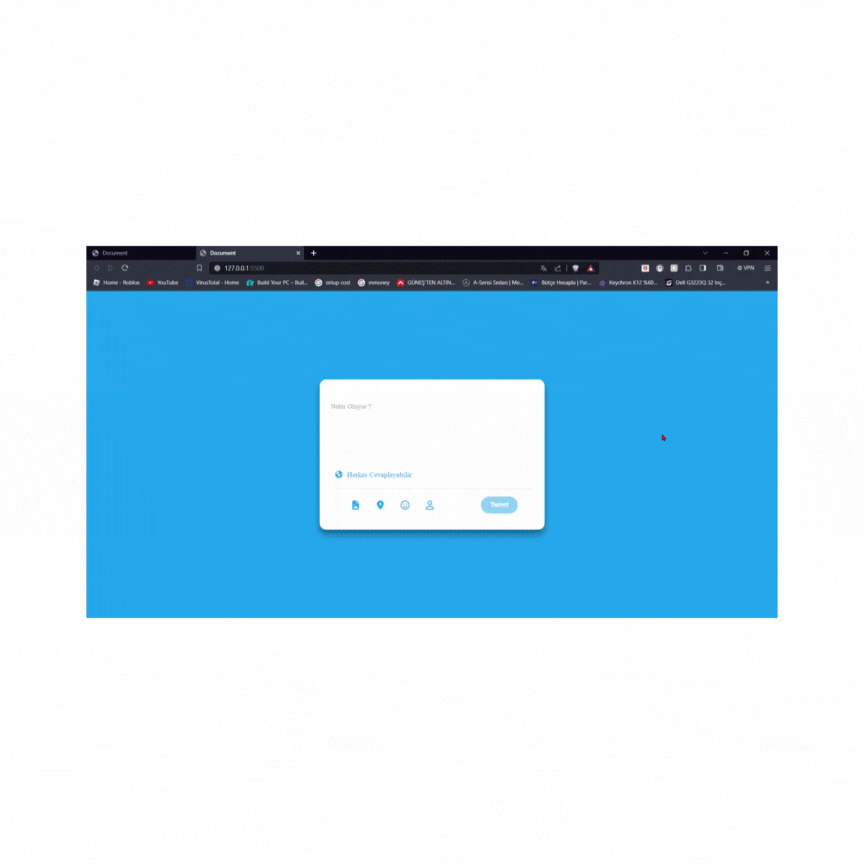 Document
Document
127.0.0.1:5500
VPN
Home - Roblox YouTube VirusTotal - Home Build Your PC – Buil... setup cost mmoney GÜNEŞ'TEN ALTIN... A-Serisi Sedan | Me... Bütçe Hesapla | Par... Keychron K12 %60... Dell G3223Q 32 İnç...
Neler Oluyor ?
Herkes Cevaplayabilir
Tweet